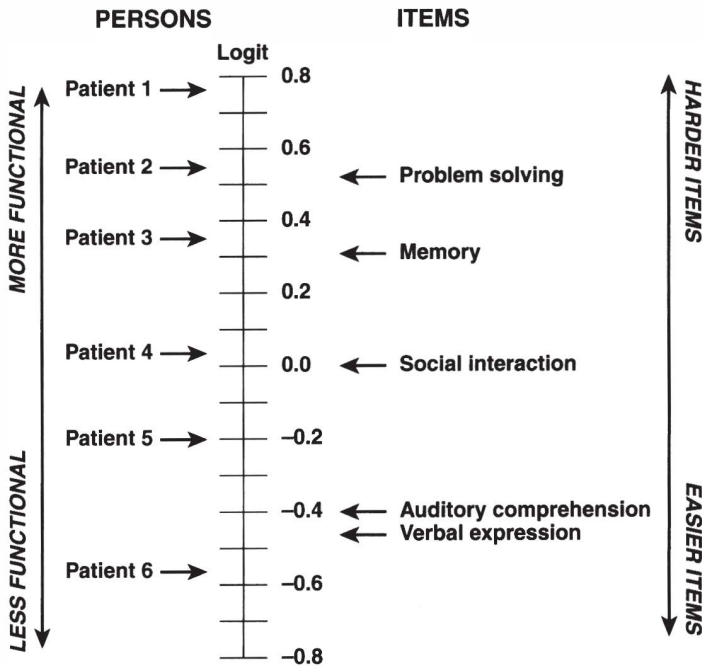 PERSONS
ITEMS
Logit
MORE FUNCTIONAL
LESS FUNCTIONAL
Patient 1
Patient 2
Patient 3
Patient 4
Patient 5
Patient 6
0.8
0.6
0.4
0.2
0.0
–0.2
–0.4
–0.6
–0.8
Problem solving
Memory
Social interaction
Auditory comprehension
Verbal expression
HARDER ITEMS
EASIER ITEMS